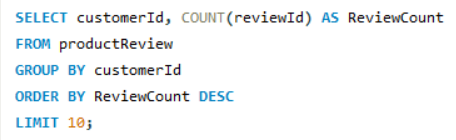 SELECT customerId, COUNT(reviewId) AS ReviewCount
FROM productReview
GROUP BY customerId
ORDER BY ReviewCount DESC
LIMIT 10;